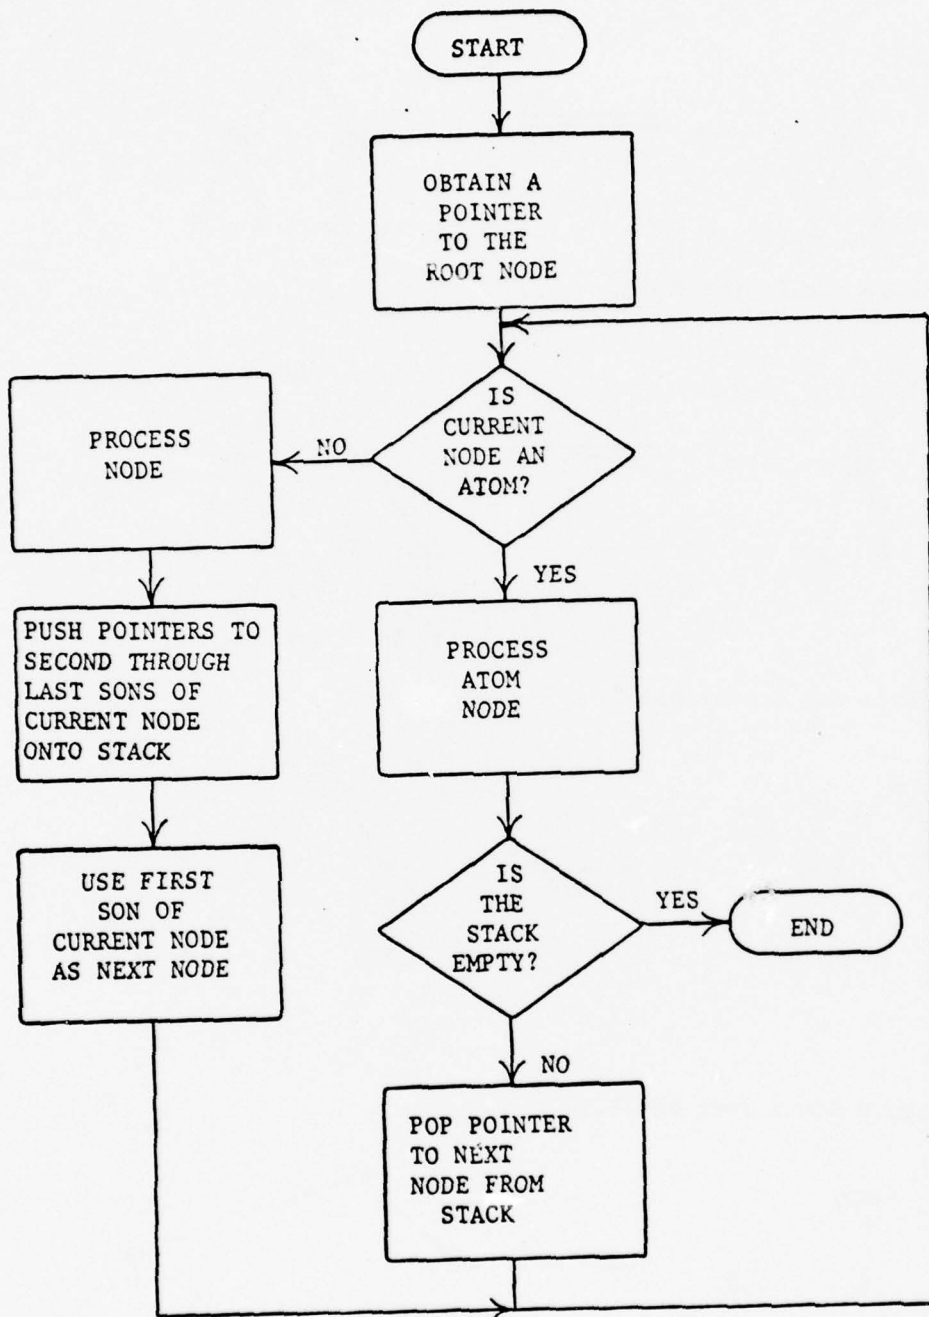 START
OBTAIN A
POINTER
TO THE
ROOT NODE
IS
CURRENT
NODE AN
ATOM?
NO
PROCESS
NODE
YES
PUSH POINTERS TO
SECOND THROUGH
LAST SONS OF
CURRENT NODE
ONTO STACK
PROCESS
ATOM
NODE
USE FIRST
SON OF
CURRENT NODE
AS NEXT NODE
IS
THE
STACK
EMPTY?
YES
END
NO
POP POINTER
TO NEXT
NODE FROM
STACK